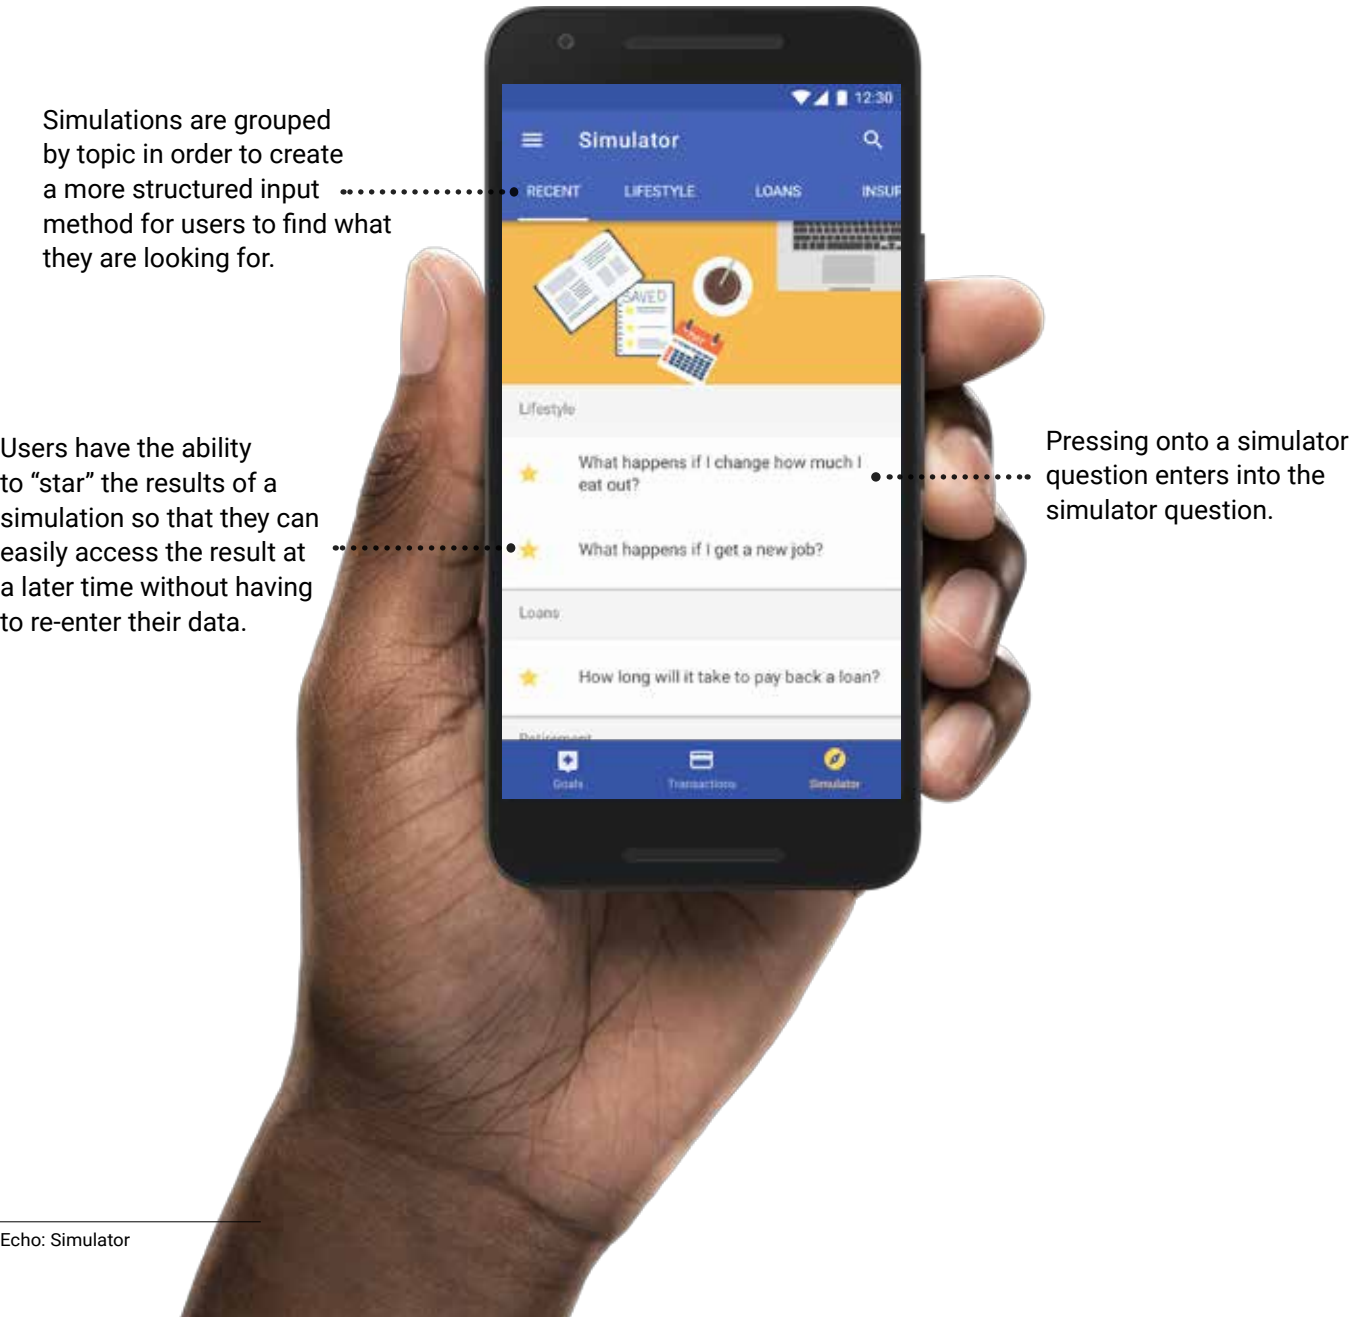 Simulations are grouped
by topic in order to create
a more structured input
method for users to find what
they are looking for.
Users have the ability
to “star” the results of a
simulation so that they can
easily access the result at
a later time without having
to re-enter their data.
12:30
Simulator
RECENT LIFESTYLE LOANS INSUR
SAVED
Lifestyle
What happens if I change how much I
eat out?
What happens if I get a new job?
Loans
How long will it take to pay back a loan?
Retirement
Goals Transactions Simulator
Pressing onto a simulator
question enters into the
simulator question.
Echo: Simulator